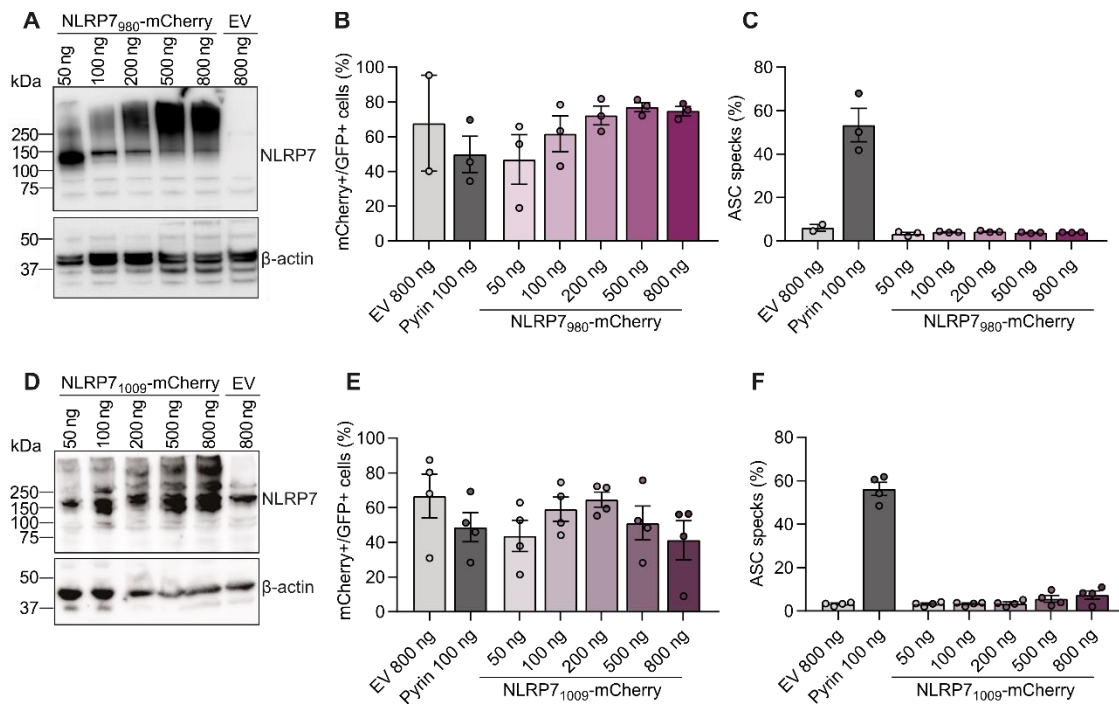 A
NLRP7980-mCherry EV
50 ng 100 ng 200 ng 500 ng 800 ng 800 ng
kDa
250
150
100
75
NLRP7
50
37
β-actin
B
mCherry+/GFP+ cells (%)
100
80
60
40
20
0
EV 800 ng Pyrin 100 ng 50 ng 100 ng 200 ng 500 ng 800 ng
NLRP7980-mCherry
C
ASC specks (%)
80
60
40
20
0
EV 800 ng Pyrin 100 ng 50 ng 100 ng 200 ng 500 ng 800 ng
NLRP7980-mCherry
D
NLRP71009-mCherry EV
50 ng 100 ng 200 ng 500 ng 800 ng 800 ng
kDa
250
150
100
75
NLRP7
50
37
β-actin
E
mCherry+/GFP+ cells (%)
100
80
60
40
20
0
EV 800 ng Pyrin 100 ng 50 ng 100 ng 200 ng 500 ng 800 ng
NLRP71009-mCherry
F
ASC specks (%)
80
60
40
20
0
EV 800 ng Pyrin 100 ng 50 ng 100 ng 200 ng 500 ng 800 ng
NLRP71009-mCherry